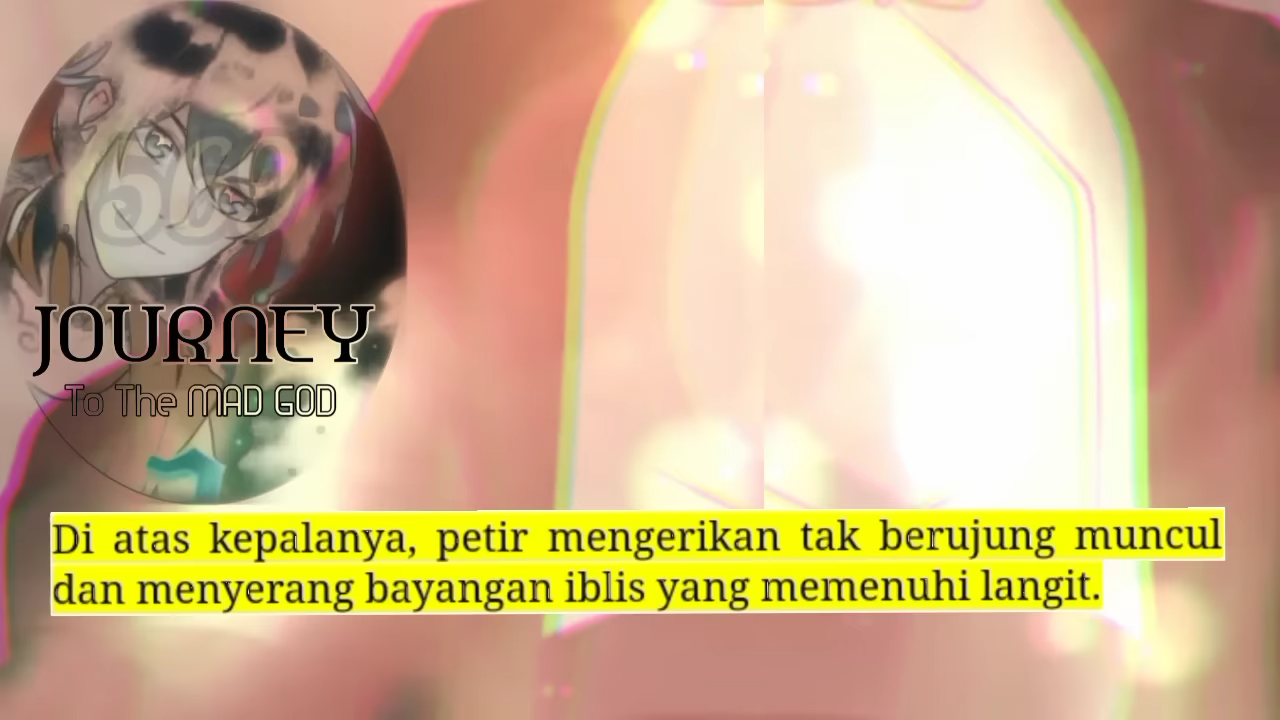 JOURNEY
To The MAD GOD
Di atas kepalanya, petir mengerikan tak berujung muncul
dan menyerang bayangan iblis yang memenuhi langit.